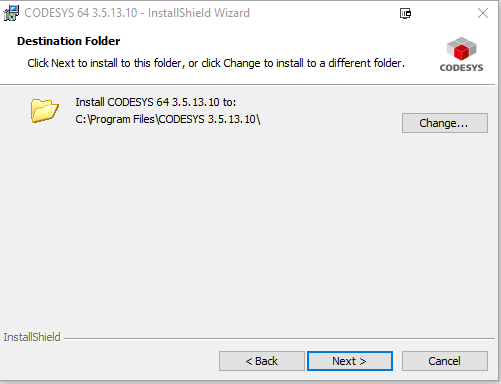 CODESYS 64 3.5.13.10 - InstallShield Wizard
Destination Folder
Click Next to install to this folder, or click Change to install to a different folder.
CODESYS
Install CODESYS 64 3.5.13.10 to:
C:\Program Files\CODESYS 3.5.13.10\
Change...
InstallShield
< Back
Next >
Cancel